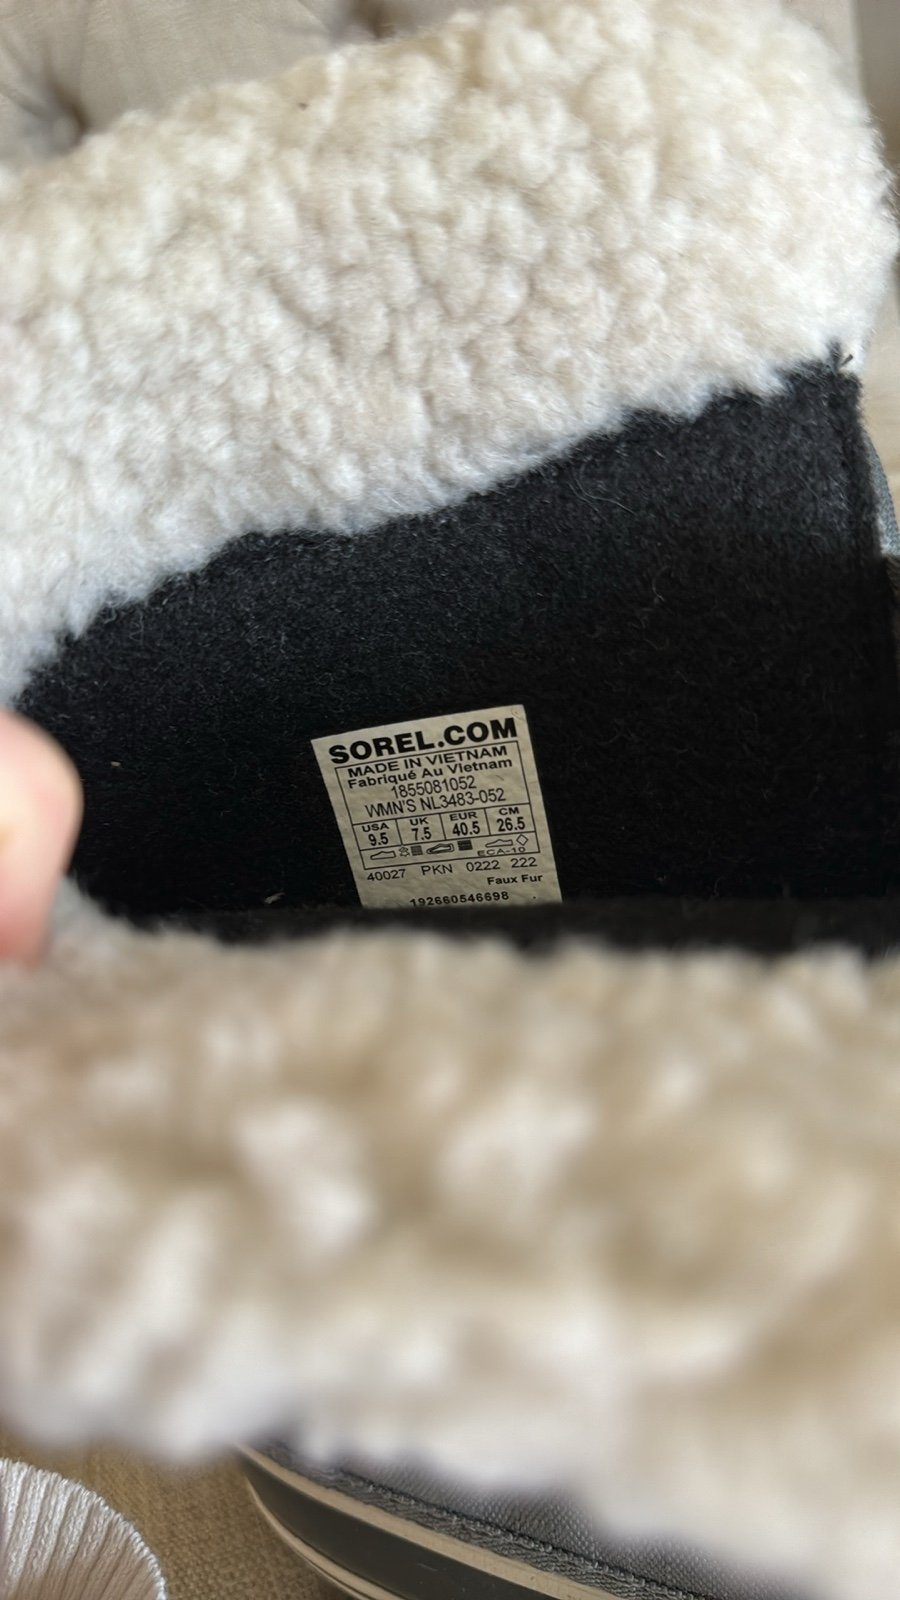 SOREL.COM
MADE IN VIETNAM
Fabriqué Au Vietnam
1855081052
WMN'S NL3483-052
USA UK EUR CM
9.5 7.5 40.5 26.5
ECA-10
40027 PKN 0222 222
Faux Fur
192660546698